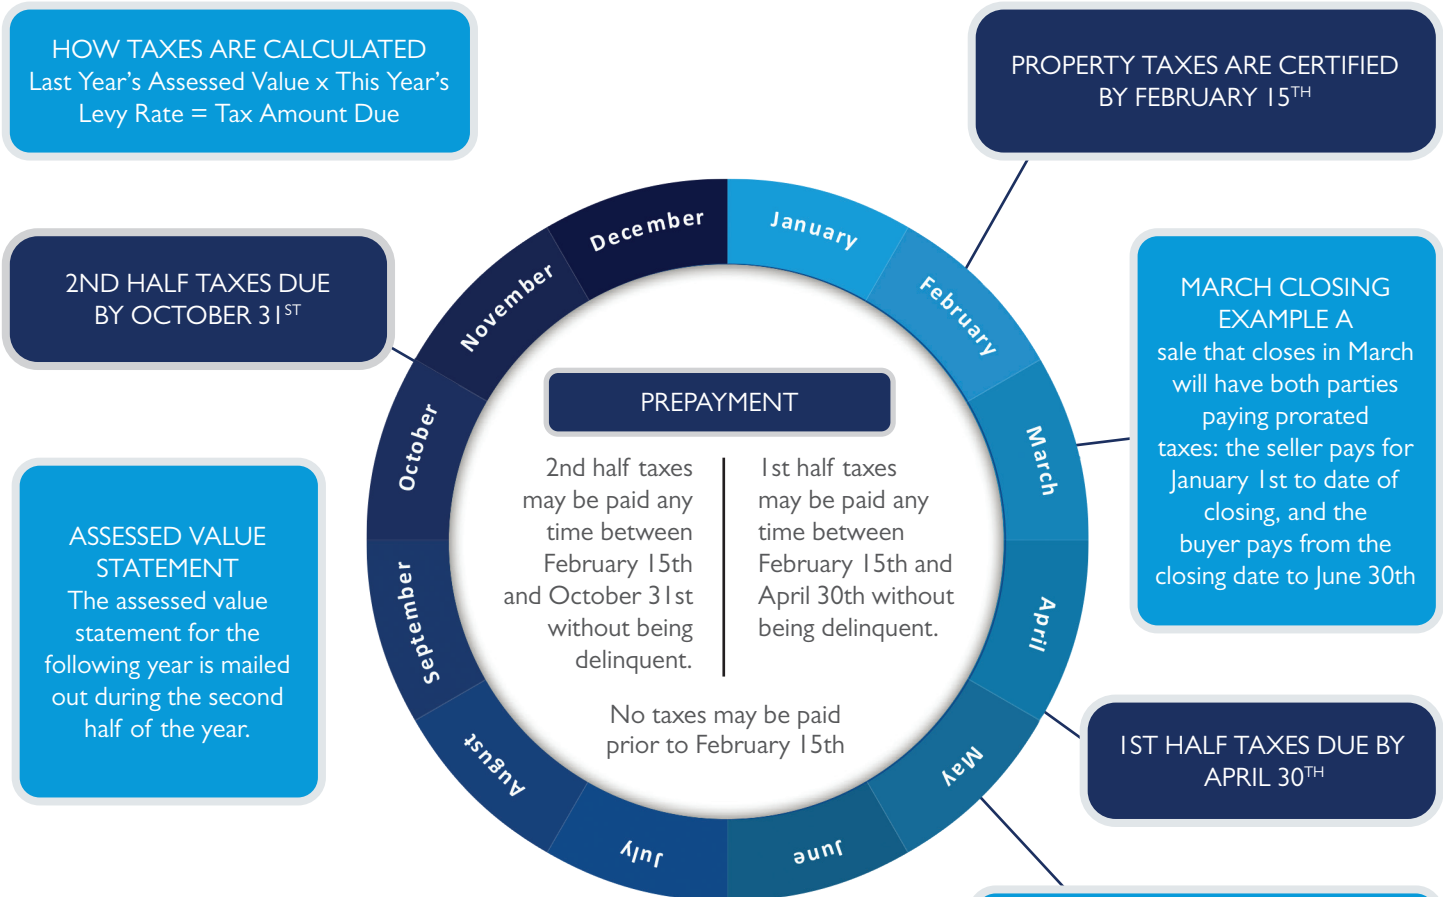 HOW TAXES ARE CALCULATED
Last Year's Assessed Value x This Year's
Levy Rate = Tax Amount Due
PROPERTY TAXES ARE CERTIFIED
BY FEBRUARY 15TH
2ND HALF TAXES DUE
BY OCTOBER 31ST
MARCH CLOSING
EXAMPLE A
sale that closes in March
will have both parties
paying prorated
taxes: the seller pays for
January 1st to date of
closing, and the
buyer pays from the
closing date to June 30th
ASSESSED VALUE
STATEMENT
The assessed value
statement for the
following year is mailed
out during the second
half of the year.
1ST HALF TAXES DUE BY
APRIL 30TH
January
February
March
April
May
June
July
August
September
October
November
December
PREPAYMENT
2nd half taxes
may be paid any
time between
February 15th
and October 31st
without being
delinquent.
1st half taxes
may be paid any
time between
February 15th and
April 30th without
being delinquent.
No taxes may be paid
prior to February 15th